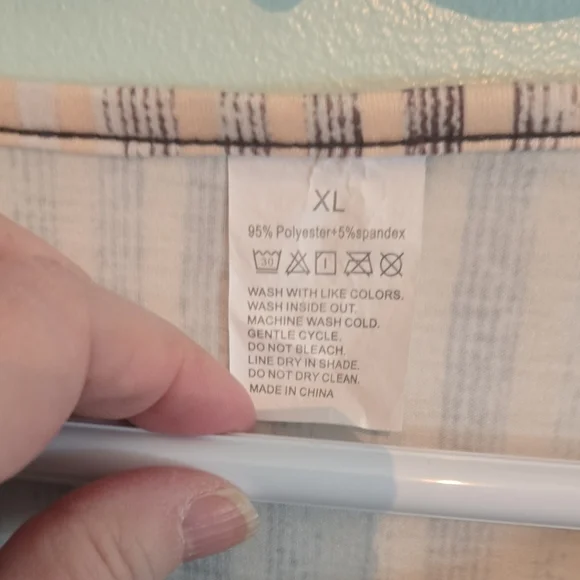 XL
95% Polyester+5%spandex
30
WASH WITH LIKE COLORS.
WASH INSIDE OUT.
MACHINE WASH COLD.
GENTLE CYCLE.
DO NOT BLEACH.
LINE DRY IN SHADE.
DO NOT DRY CLEAN.
MADE IN CHINA